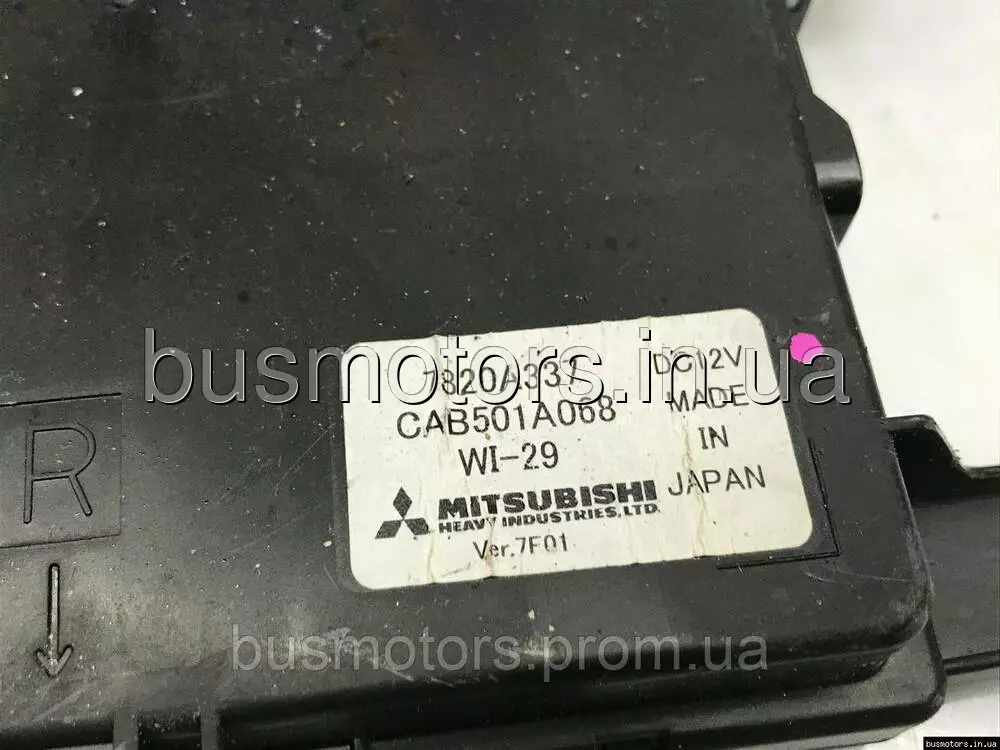 busmotors.in.ua
7820A337
CAB501A068
WI-29
MITSUBISHI
HEAVY INDUSTRIES,LTD.
Ver.7F01
DC12V
MADE
IN
JAPAN
R
busmotors.prom.ua
busmotors.in.ua